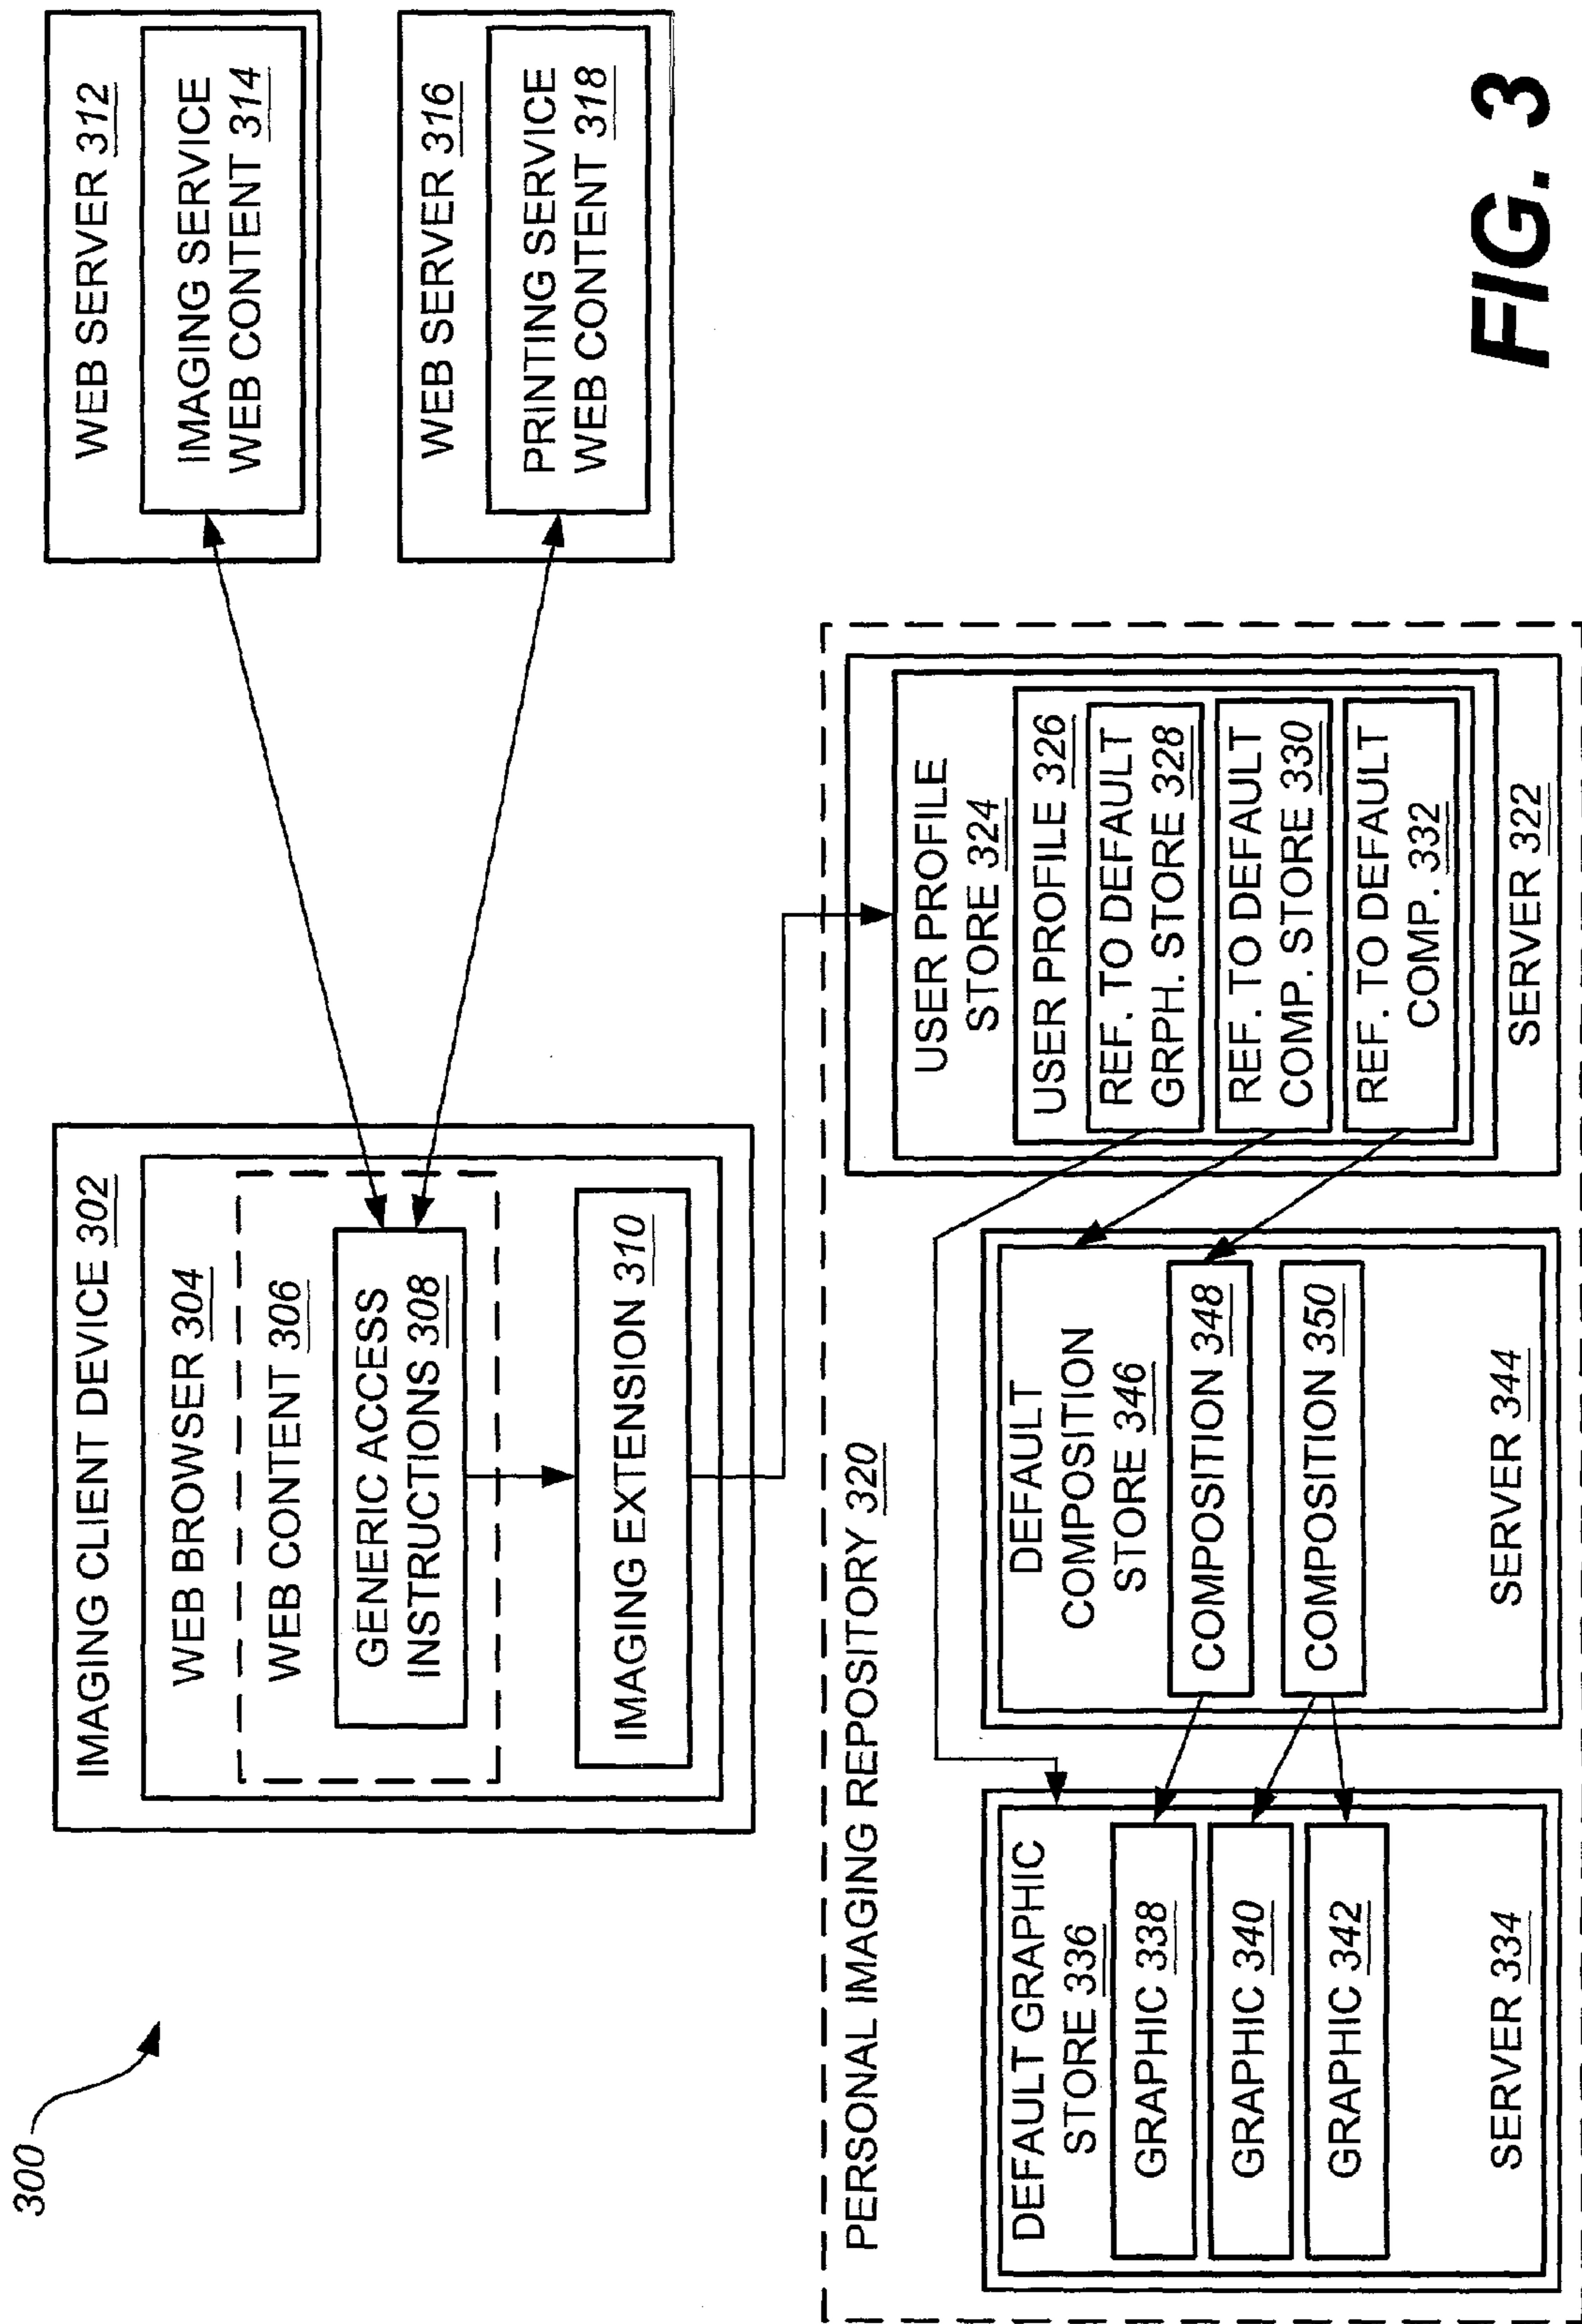 300
IMAGING CLIENT DEVICE 302
WEB BROWSER 304
WEB CONTENT 306
GENERIC ACCESS
INSTRUCTIONS 308
IMAGING EXTENSION 310
WEB SERVER 312
IMAGING SERVICE
WEB CONTENT 314
WEB SERVER 316
PRINTING SERVICE
WEB CONTENT 318
PERSONAL IMAGING REPOSITORY 320
DEFAULT GRAPHIC
STORE 336
GRAPHIC 338
GRAPHIC 340
GRAPHIC 342
SERVER 334
DEFAULT
COMPOSITION
STORE 346
COMPOSITION 348
COMPOSITION 350
SERVER 344
USER PROFILE
STORE 324
USER PROFILE 326
REF. TO DEFAULT
GRPH. STORE 328
REF. TO DEFAULT
COMP. STORE 330
REF. TO DEFAULT
COMP. 332
SERVER 322
FIG. 3